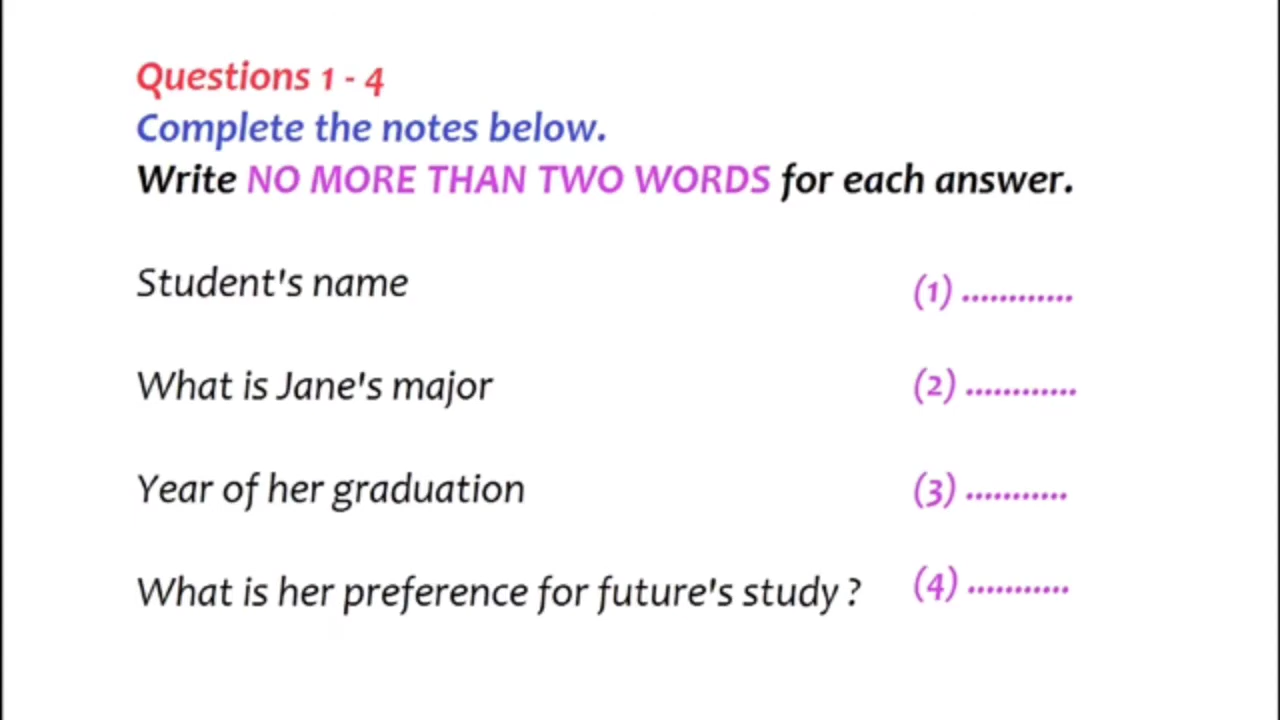 Questions 1 - 4
Complete the notes below.
Write NO MORE THAN TWO WORDS for each answer.
Student's name (1) ............
What is Jane's major (2) ............
Year of her graduation (3) ...........
What is her preference for future's study ? (4) ...........